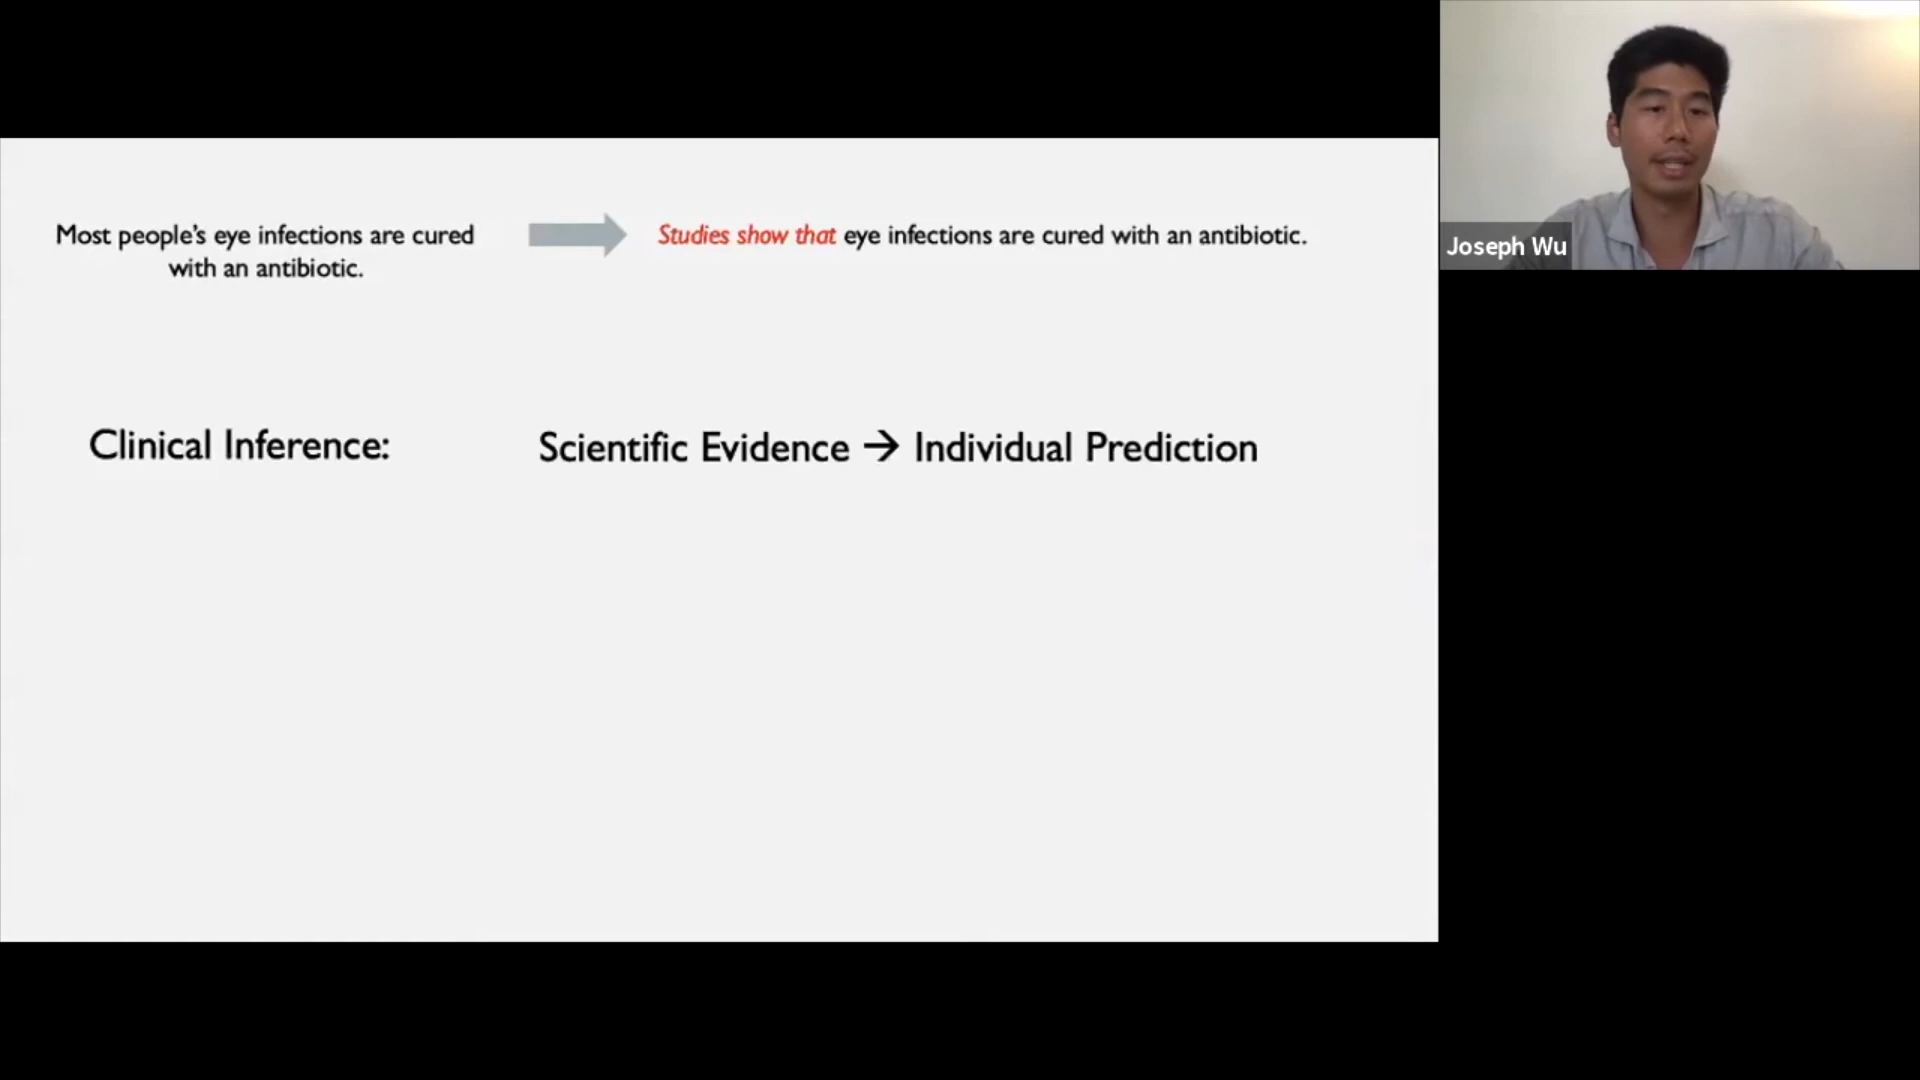 Most people's eye infections are cured
with an antibiotic.
Studies show that eye infections are cured with an antibiotic.
Joseph Wu
Clinical Inference:
Scientific Evidence → Individual Prediction